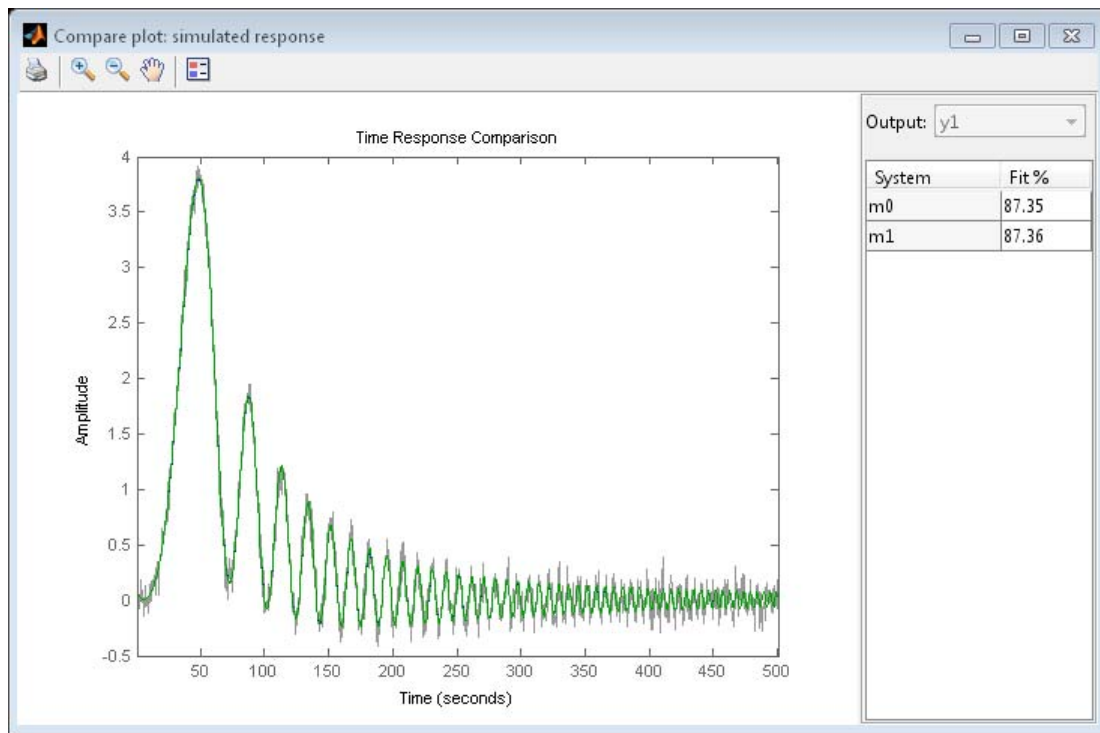 Compare plot: simulated response
Output: y1
Time Response Comparison
System Fit %
m0 87.35
m1 87.36
Amplitude
4
3.5
3
2.5
2
1.5
1
0.5
0
-0.5
50 100 150 200 250 300 350 400 450 500
Time (seconds)